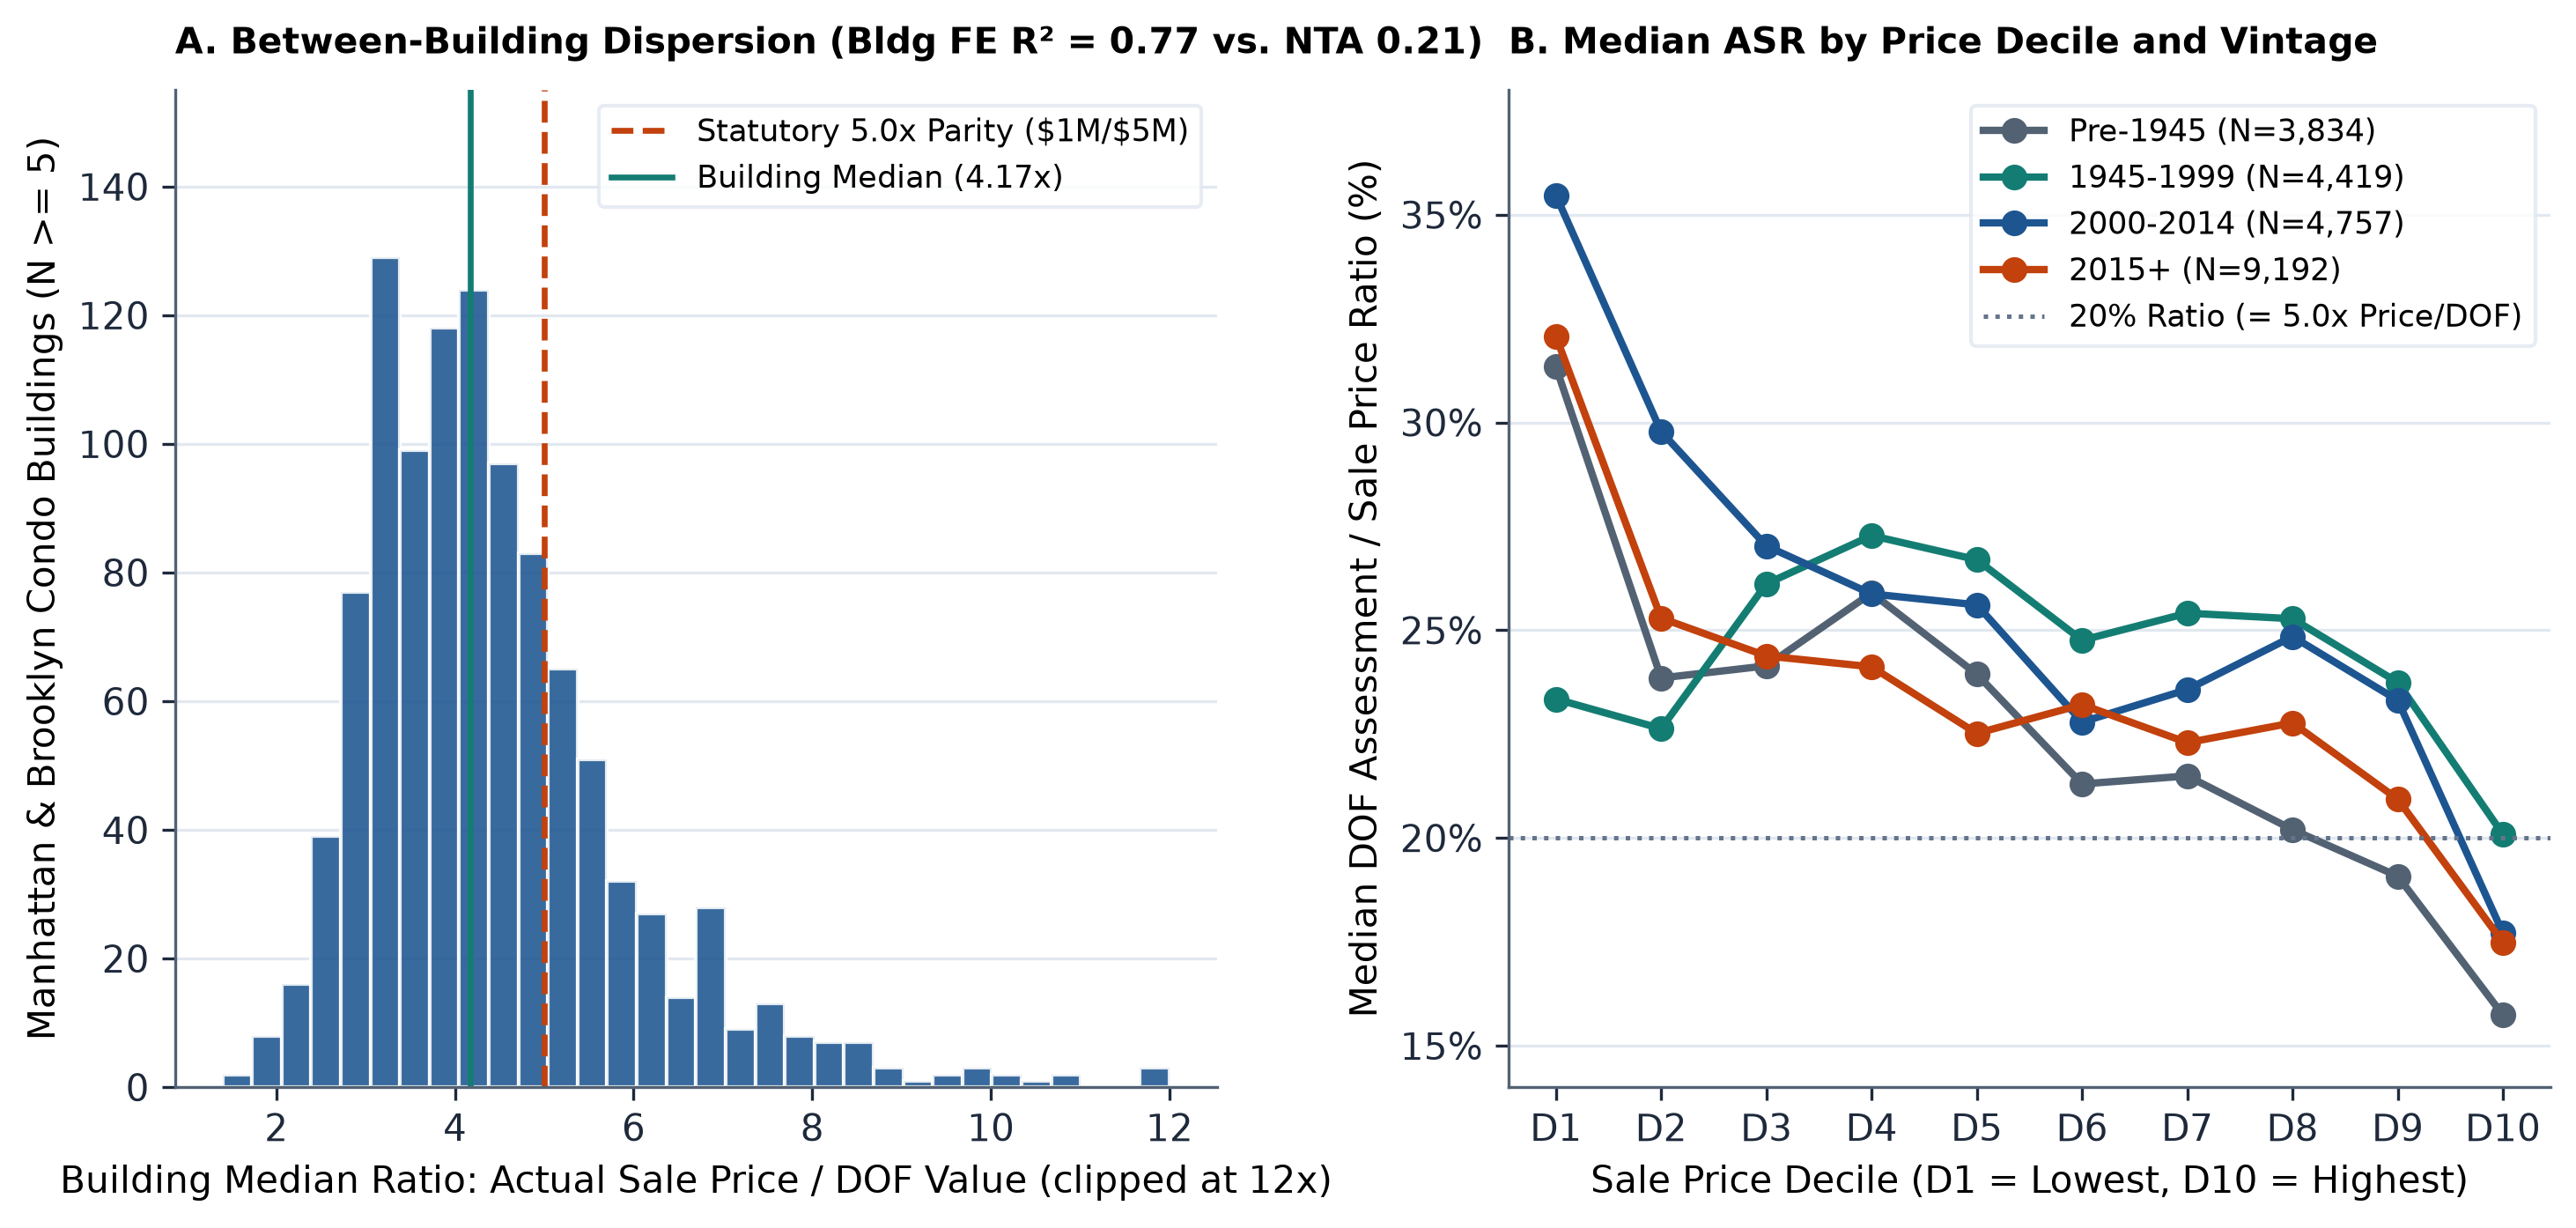 A. Between-Building Dispersion (Bldg FE R² = 0.77 vs. NTA 0.21)
Manhattan & Brooklyn Condo Buildings (N >= 5)
140
120
100
80
60
40
20
0
Statutory 5.0x Parity ($1M/$5M)
Building Median (4.17x)
2
4
6
8
10
12
Building Median Ratio: Actual Sale Price / DOF Value (clipped at 12x)
B. Median ASR by Price Decile and Vintage
Median DOF Assessment / Sale Price Ratio (%)
35%
30%
25%
20%
15%
Pre-1945 (N=3,834)
1945-1999 (N=4,419)
2000-2014 (N=4,757)
2015+ (N=9,192)
20% Ratio (= 5.0x Price/DOF)
D1
D2
D3
D4
D5
D6
D7
D8
D9
D10
Sale Price Decile (D1 = Lowest, D10 = Highest)